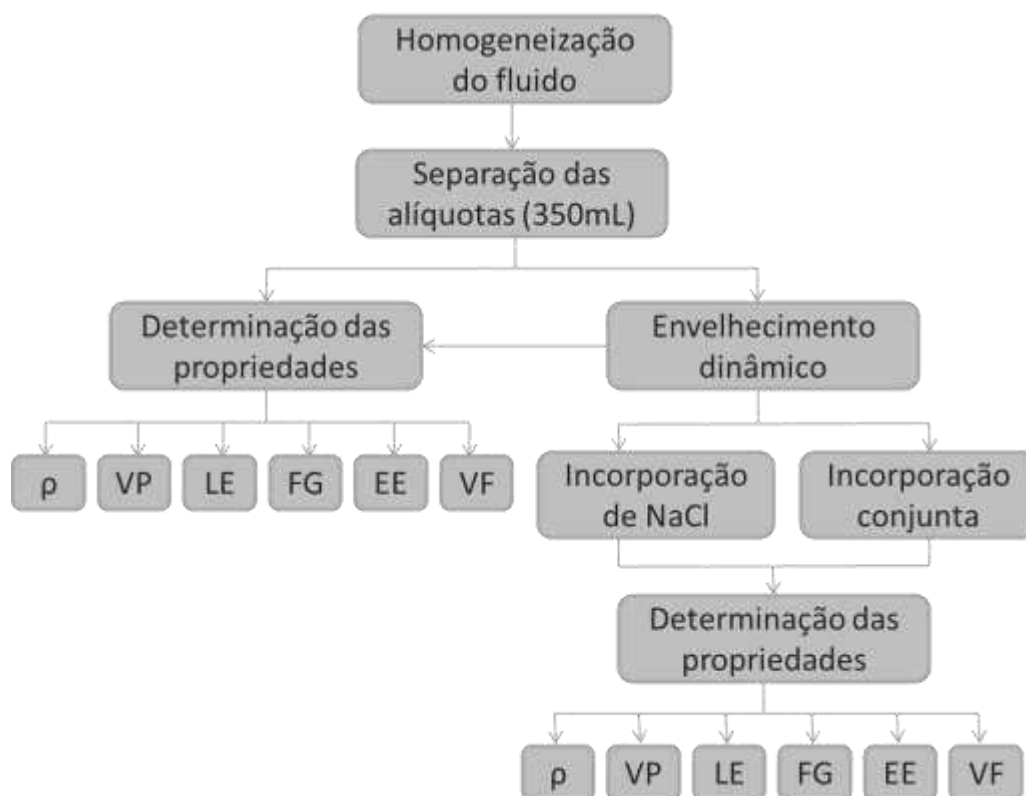 Homogeneização
do fluido
Separação das
alíquotas (350mL)
Determinação das
propriedades
Envelhecimento
dinâmico
ρ
VP
LE
FG
EE
VF
Incorporação
de NaCl
Incorporação
conjunta
Determinação das
propriedades
ρ
VP
LE
FG
EE
VF